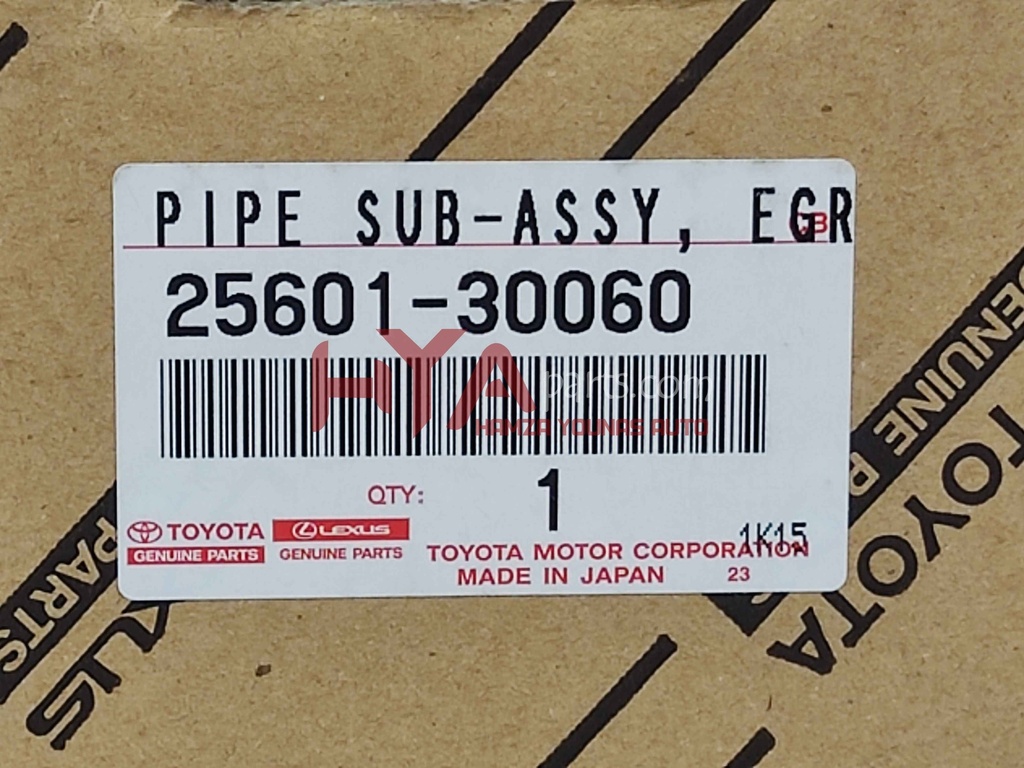 PIPE SUB-ASSY, EGR
25601-30060
HYA parts.com
HAMZA YOUNAS AUTO
QTY: 1
TOYOTA LEXUS
GENUINE PARTS GENUINE PARTS
1K15
TOYOTA MOTOR CORPORATION
MADE IN JAPAN 23
GENUINE
TOYOTA
PARTS